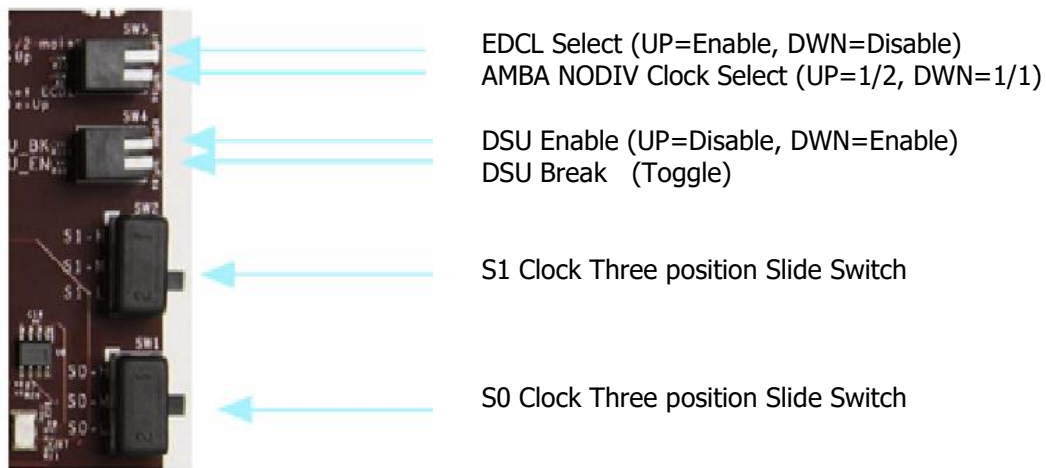 SW5
EDCL Select (UP=Enable, DWN=Disable)
AMBA NODIV Clock Select (UP=1/2, DWN=1/1)
SW4
DSU Enable (UP=Disable, DWN=Enable)
DSU Break (Toggle)
SW2
S1-M
S1 Clock Three position Slide Switch
SW1
S0 Clock Three position Slide Switch